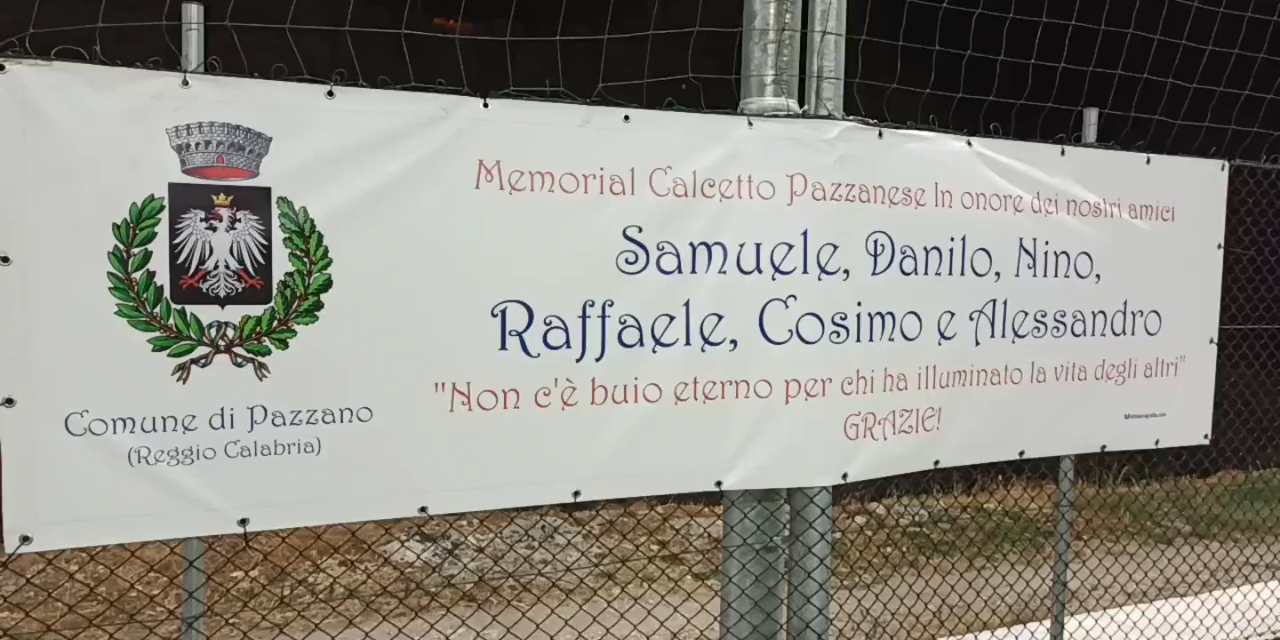 Memorial Calcetto Pazzanese In onore dei nostri amici
Samuele, Danilo, Nino,
Raffaele, Cosimo e Alessandro
"Non c'è buio eterno per chi ha illuminato la vita degli altri"
GRAZIE!
Comune di Pazzano
(Reggio Calabria)